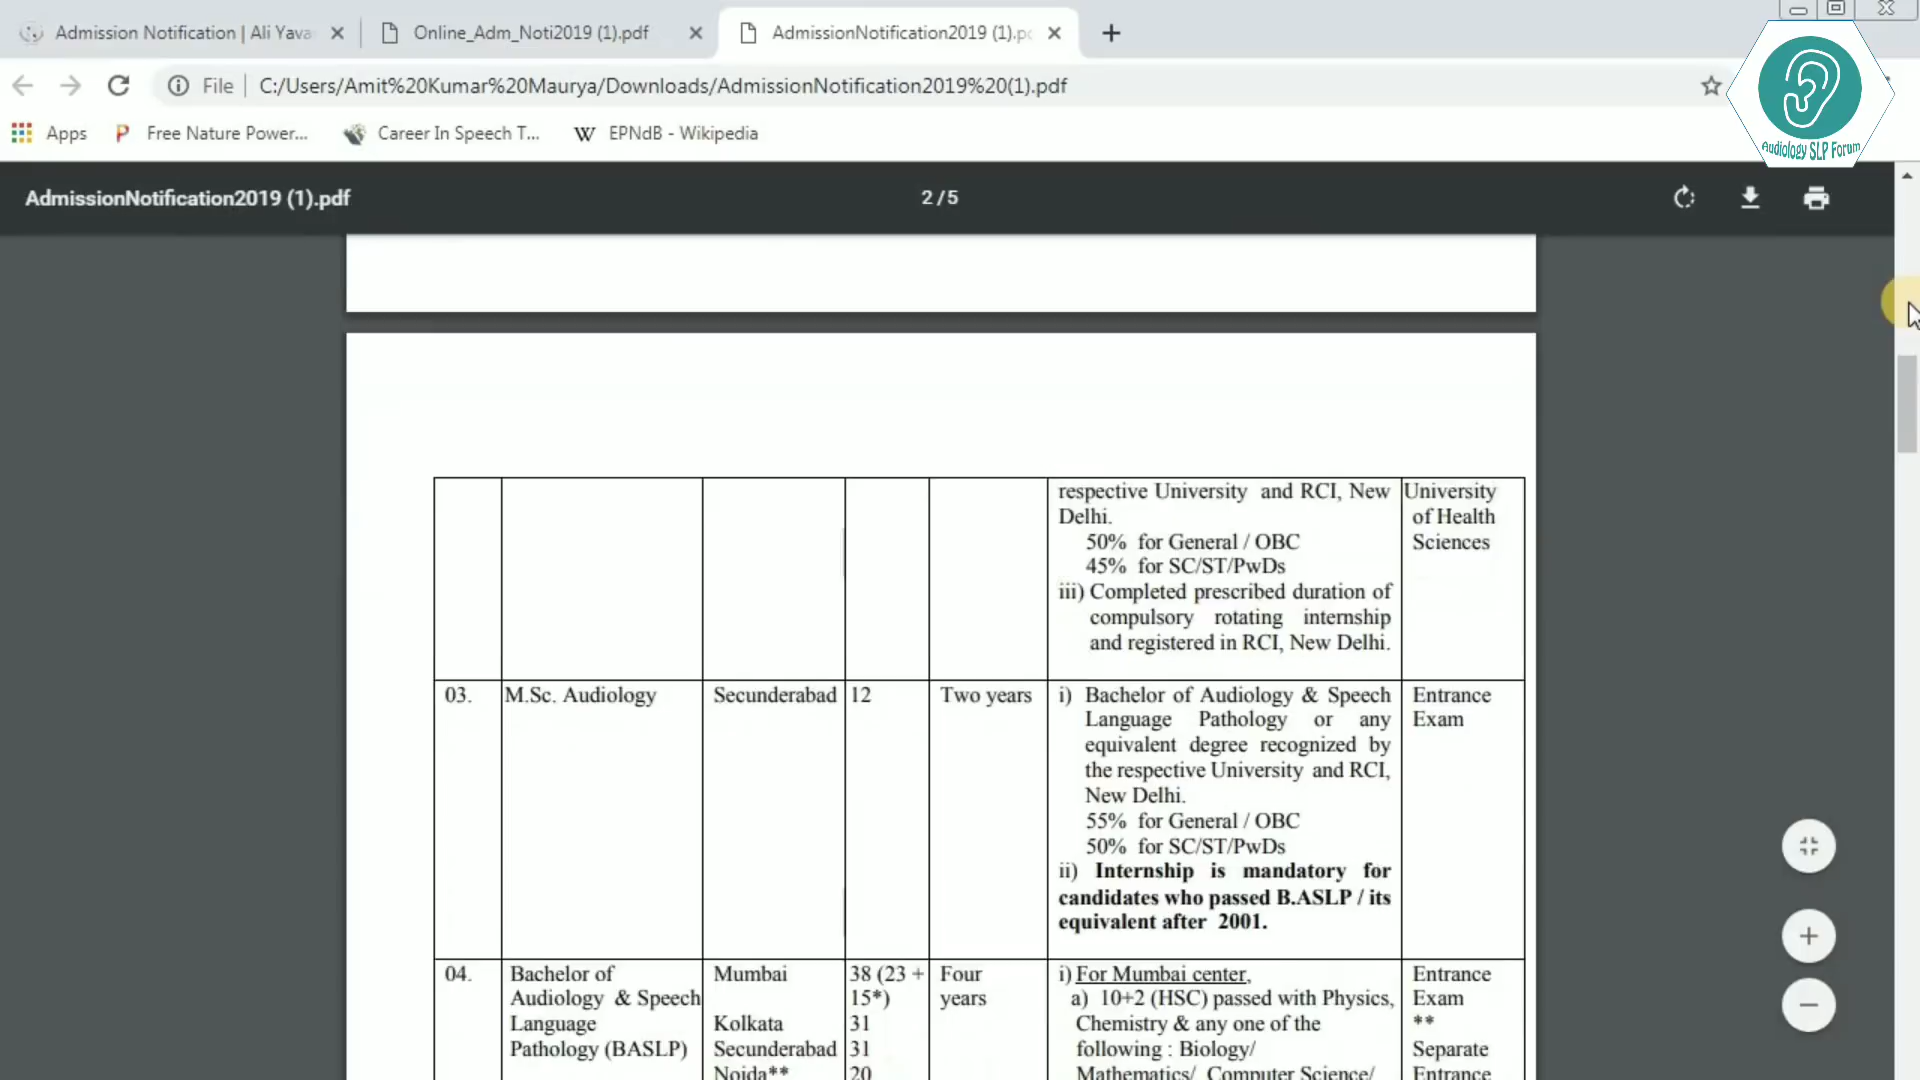 Admission Notification | Ali Yava
Online_Adm_Noti2019 (1).pdf
AdmissionNotification2019 (1).p
File | C:/Users/Amit%20Kumar%20Maurya/Downloads/AdmissionNotification2019%20(1).pdf
Apps
Free Nature Power...
Career In Speech T...
W EPNdB - Wikipedia
Audiology SLP Forum
AdmissionNotification2019 (1).pdf
2 / 5
respective University and RCI, New
Delhi.
50% for General / OBC
45% for SC/ST/PwDs
iii) Completed prescribed duration of
compulsory rotating internship
and registered in RCI, New Delhi.
University
of Health
Sciences
03.
M.Sc. Audiology
Secunderabad
12
Two years
i) Bachelor of Audiology & Speech
Language Pathology or any
equivalent degree recognized by
the respective University and RCI,
New Delhi.
55% for General / OBC
50% for SC/ST/PwDs
ii) Internship is mandatory for
candidates who passed B.ASLP / its
equivalent after 2001.
Entrance
Exam
04.
Bachelor of
Audiology & Speech
Language
Pathology (BASLP)
Mumbai
Kolkata
Secunderabad
Noida**
38 (23 +
15*)
31
31
20
Four
years
i) For Mumbai center,
a) 10+2 (HSC) passed with Physics,
Chemistry & any one of the
following : Biology/
Mathematics/ Computer Science/
Entrance
Exam
**
Separate
Entrance